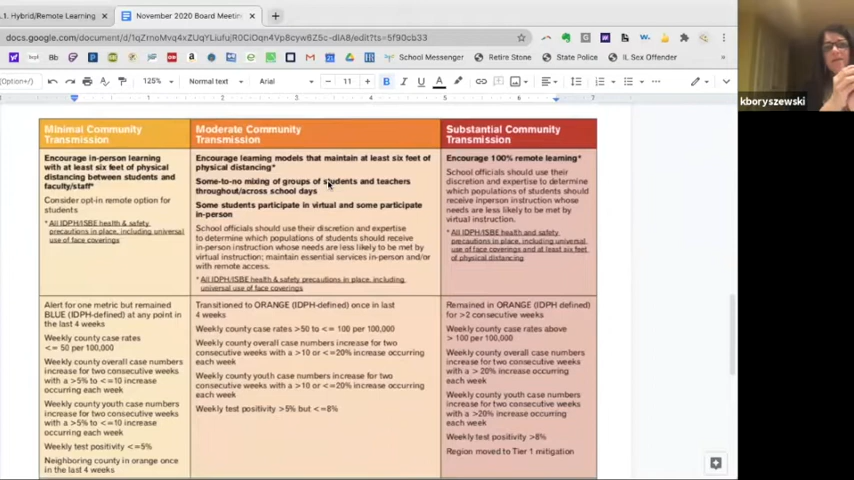 .1. Hybrid/Remote Learning
November 2020 Board Meetin
Bb
School Messenger
Retire Stone
State Police
IL Sex Offender
Option+/)
125%
Normal text
Arial
11
B I U A
1 2 3 4 5 6 7
kboryszewski
Minimal Community
Transmission
Encourage in-person learning
with at least six feet of physical
distancing between students and
faculty/staff*
Consider opt-in remote option for
students
* All IDPH/ISBE health & safety
precautions in place, including universal
use of face coverings
Moderate Community
Transmission
Encourage learning models that maintain at least six feet of
physical distancing*
Some-to-no mixing of groups of students and teachers
throughout/across school days
Some students participate in virtual and some participate
in-person
School officials should use their discretion and expertise
to determine which populations of students should receive
in-person instruction whose needs are less likely to be met by
virtual instruction; maintain essential services in-person and/or
with remote access.
* All IDPH/ISBE health & safety precautions in place, including
universal use of face coverings
Substantial Community
Transmission
Encourage 100% remote learning*
School officials should use their
discretion and expertise to determine
which populations of students should
receive inperson instruction whose
needs are less likely to be met by
virtual instruction.
* All IDPH/ISBE health and safety
precautions in place, including universal
use of face coverings and at least six feet
of physical distancing
Alert for one metric but remained
BLUE (IDPH-defined) at any point in
the last 4 weeks
Weekly county case rates
<= 50 per 100,000
Weekly county overall case numbers
increase for two consecutive weeks
with a >5% to <=10 increase
occurring each week
Weekly county youth case numbers
increase for two consecutive weeks
with a >5% to <=10 increase
occurring each week
Weekly test positivity <=5%
Neighboring county in orange once
in the last 4 weeks
Transitioned to ORANGE (IDPH-defined) once in last
4 weeks
Weekly county case rates >50 to <= 100 per 100,000
Weekly county overall case numbers increase for two
consecutive weeks with a >10 or <=20% increase occurring
each week
Weekly county youth case numbers increase for two
consecutive weeks with a >10 or <=20% increase occurring
each week
Weekly test positivity >5% but <=8%
Remained in ORANGE (IDPH defined)
for >2 consecutive weeks
Weekly county case rates above
> 100 per 100,000
Weekly county overall case numbers
increase for two consecutive weeks
with a > 20% increase occurring
each week
Weekly county youth case numbers
increase for two consecutive weeks
with a >20% increase occurring each
week
Weekly test positivity >8%
Region moved to Tier 1 mitigation